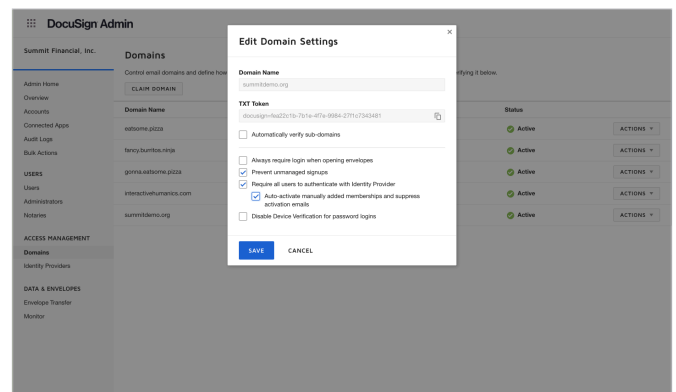 DocuSign Admin
Summit Financial, Inc.
Admin Home
Overview
Accounts
Connected Apps
Audit Logs
Bulk Actions
USERS
Users
Administrators
Notaries
ACCESS MANAGEMENT
Domains
Identity Providers
DATA & ENVELOPES
Envelope Transfer
Monitor
Domains
Control email domains and define how
erifying it below.
CLAIM DOMAIN
Domain Name
Status
eatsome.pizza
Active
ACTIONS
fancy.burritos.ninja
Active
ACTIONS
gonna.eatsome.pizza
Active
ACTIONS
interactivehumanics.com
Active
ACTIONS
summitdemo.org
Active
ACTIONS
Edit Domain Settings
Domain Name
summitdemo.org
TXT Token
docusign=fea22c1b-7b1e-4f7e-9984-27f1c7343481
Automatically verify sub-domains
Always require login when opening envelopes
Prevent unmanaged signups
Require all users to authenticate with Identity Provider
Auto-activate manually added memberships and suppress
activation emails
Disable Device Verification for password logins
SAVE
CANCEL